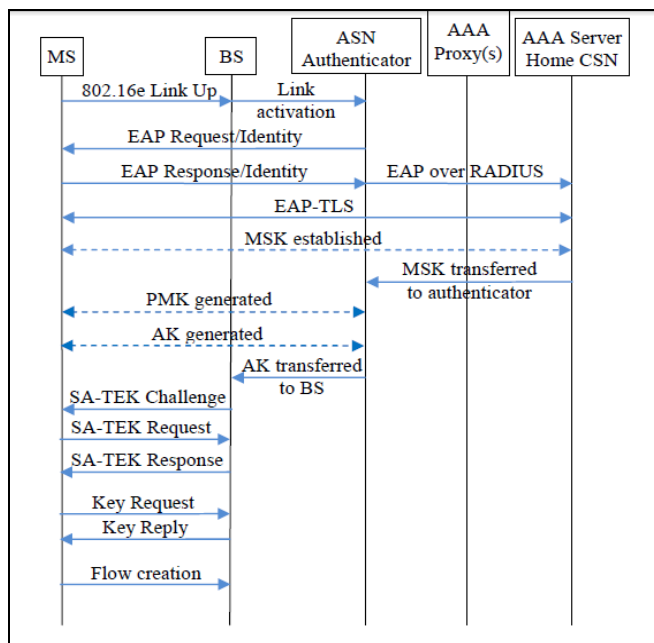 MS
BS
ASN
Authenticator
AAA
Proxy(s)
AAA Server
Home CSN
802.16e Link Up
Link
activation
EAP Request/Identity
EAP Response/Identity
EAP over RADIUS
EAP-TLS
MSK established
MSK transferred
to authenticator
PMK generated
AK generated
AK transferred
to BS
SA-TEK Challenge
SA-TEK Request
SA-TEK Response
Key Request
Key Reply
Flow creation